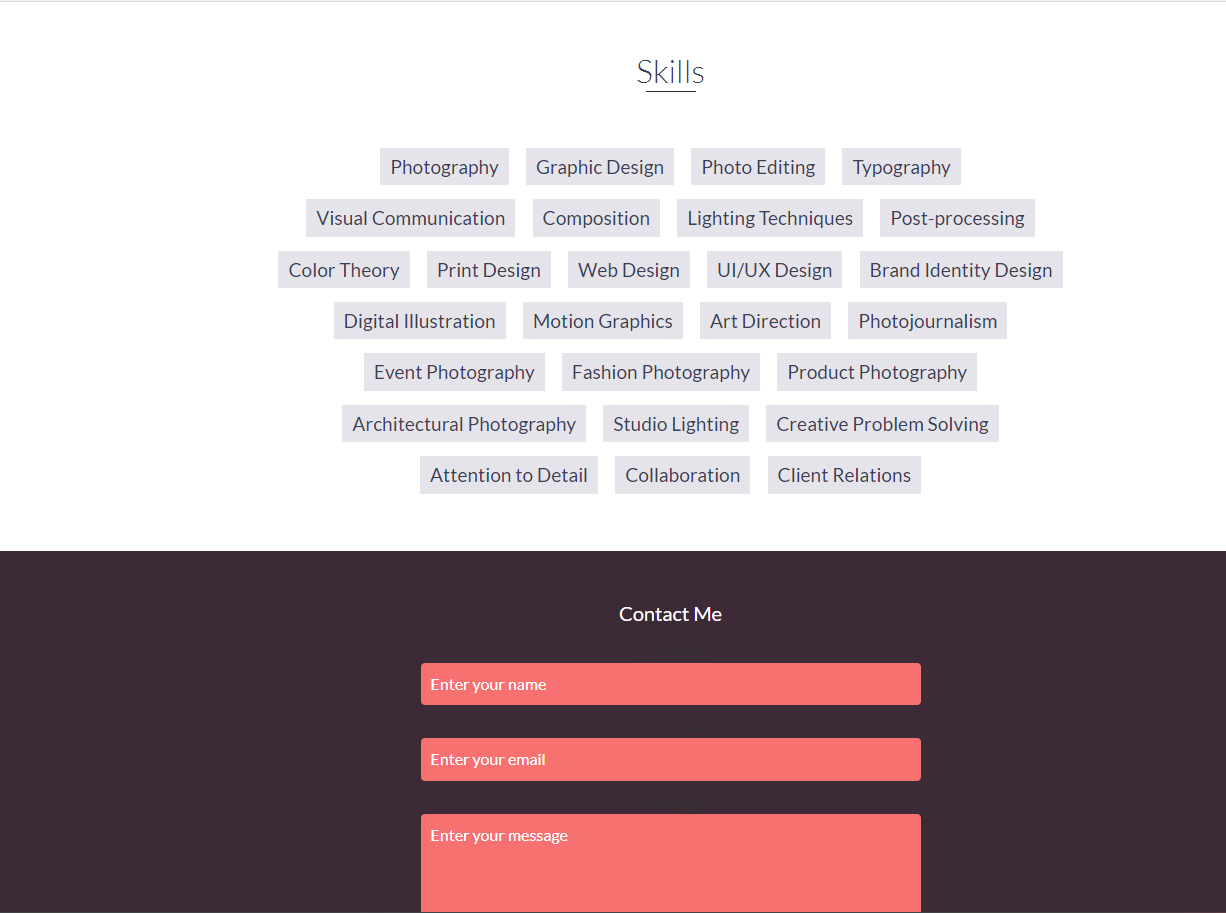 Skills
Photography Graphic Design Photo Editing Typography
Visual Communication Composition Lighting Techniques Post-processing
Color Theory Print Design Web Design UI/UX Design Brand Identity Design
Digital Illustration Motion Graphics Art Direction Photojournalism
Event Photography Fashion Photography Product Photography
Architectural Photography Studio Lighting Creative Problem Solving
Attention to Detail Collaboration Client Relations
Contact Me
Enter your name
Enter your email
Enter your message